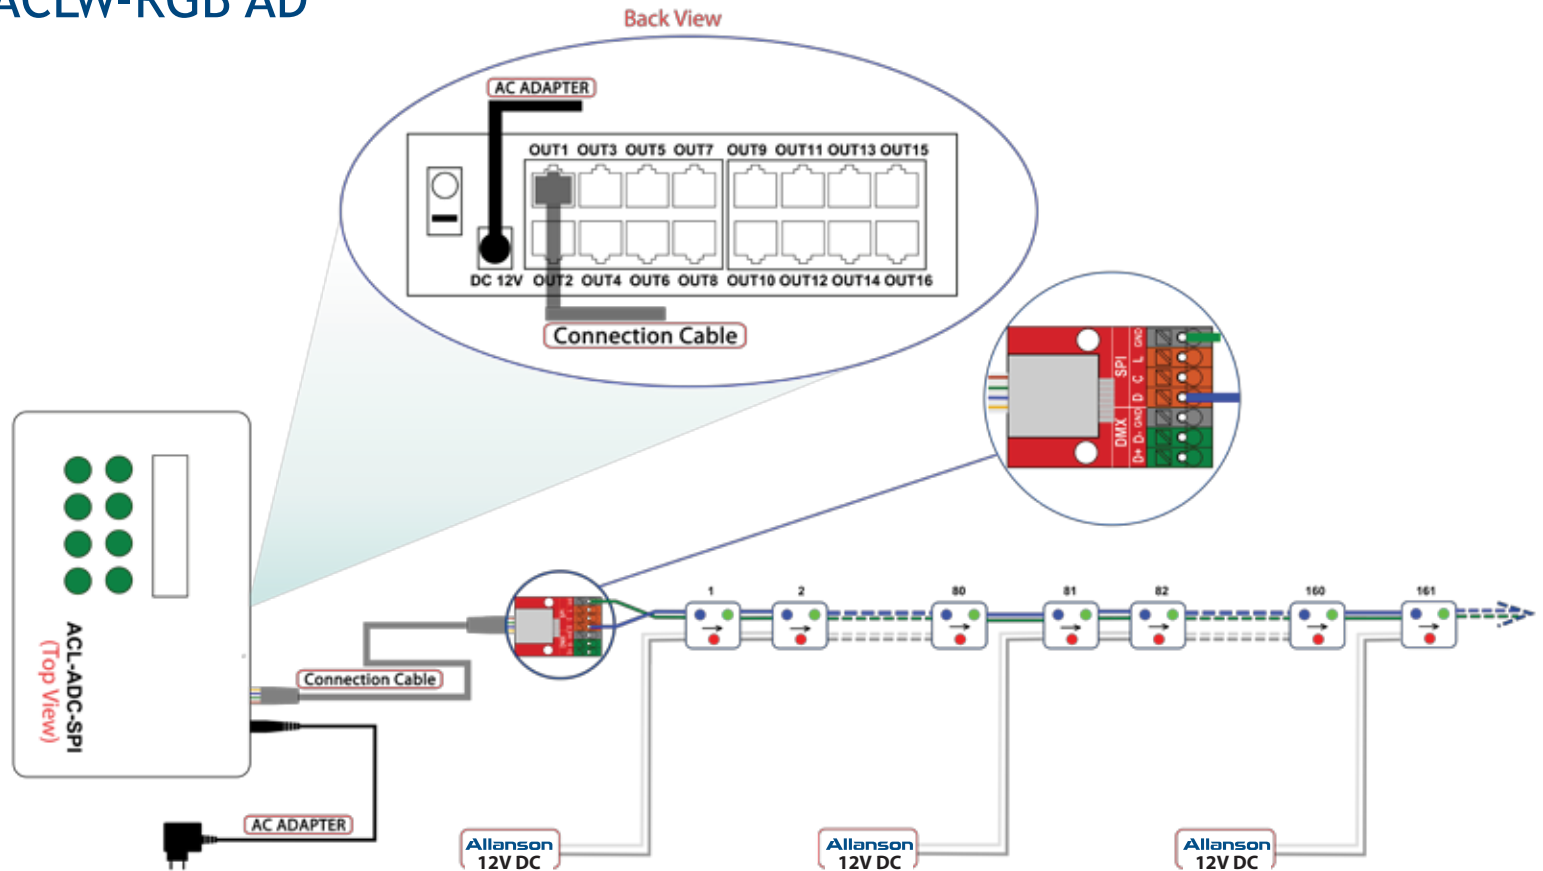 ACLW-RGB AD
Back View
AC ADAPTER
OUT1 OUT3 OUT5 OUT7 OUT9 OUT11 OUT13 OUT15
DC 12V OUT2 OUT4 OUT6 OUT8 OUT10 OUT12 OUT14 OUT16
Connection Cable
SPI
GND
L
C
D
DMX
GND
D-
D+
1 2 80 81 82 160 161
ACL-ADC-SPI
(Top View)
Connection Cable
AC ADAPTER
Allanson
12V DC
Allanson
12V DC
Allanson
12V DC